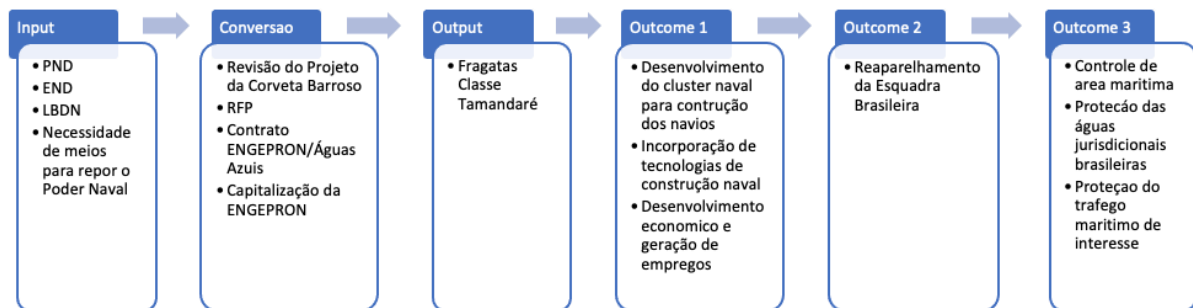 Input
• PND
• END
• LBDN
• Necessidade
de meios
para repor o
Poder Naval
Conversao
• Revisão do Projeto
da Corveta Barroso
• RFP
• Contrato
ENGEPRON/Águas
Azuis
• Capitalização da
ENGEPRON
Output
• Fragatas
Classe
Tamandaré
Outcome 1
• Desenvolvimento
do cluster naval
para contrução
dos navios
• Incorporação de
tecnologias de
construção naval
• Desenvolvimento
economico e
geração de
empregos
Outcome 2
• Reaparelhamento
da Esquadra
Brasileira
Outcome 3
• Controle de
area maritima
• Protecáo das
águas
jurisdicionais
brasileiras
• Proteçao do
trafego
maritimo de
interesse